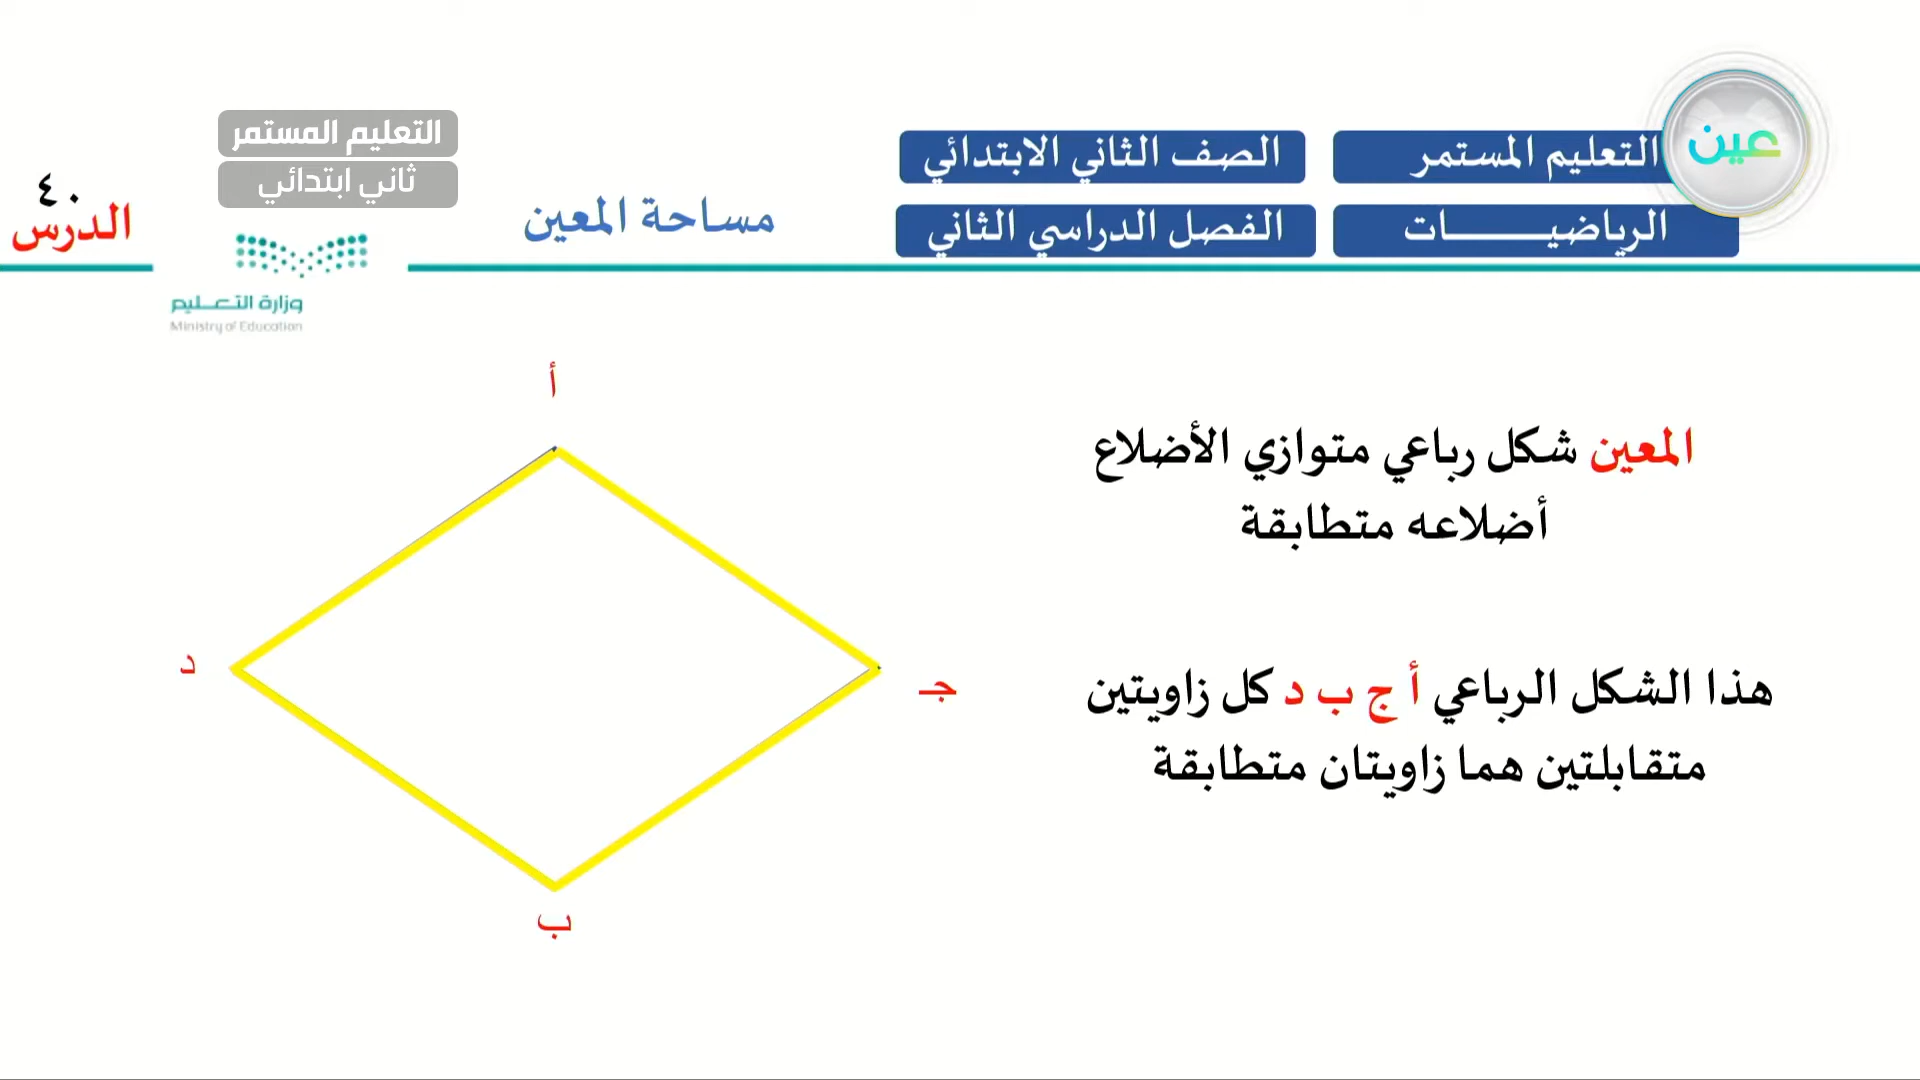 عين
التعليم المستمر
الصف الثاني الابتدائي
الرياضيـــــــــــات
الفصل الدراسي الثاني
مساحة المعين
التعليم المستمر
ثاني ابتدائي
٤٠
الدرس
وزارة التعـــليم
Ministry of Education
المعين شكل رباعي متوازي الأضلاع
أضلاعه متطابقة
هذا الشكل الرباعي أ ج ب د كل زاويتين
متقابلتين هما زاويتان متطابقة
أ
د
جـ
ب